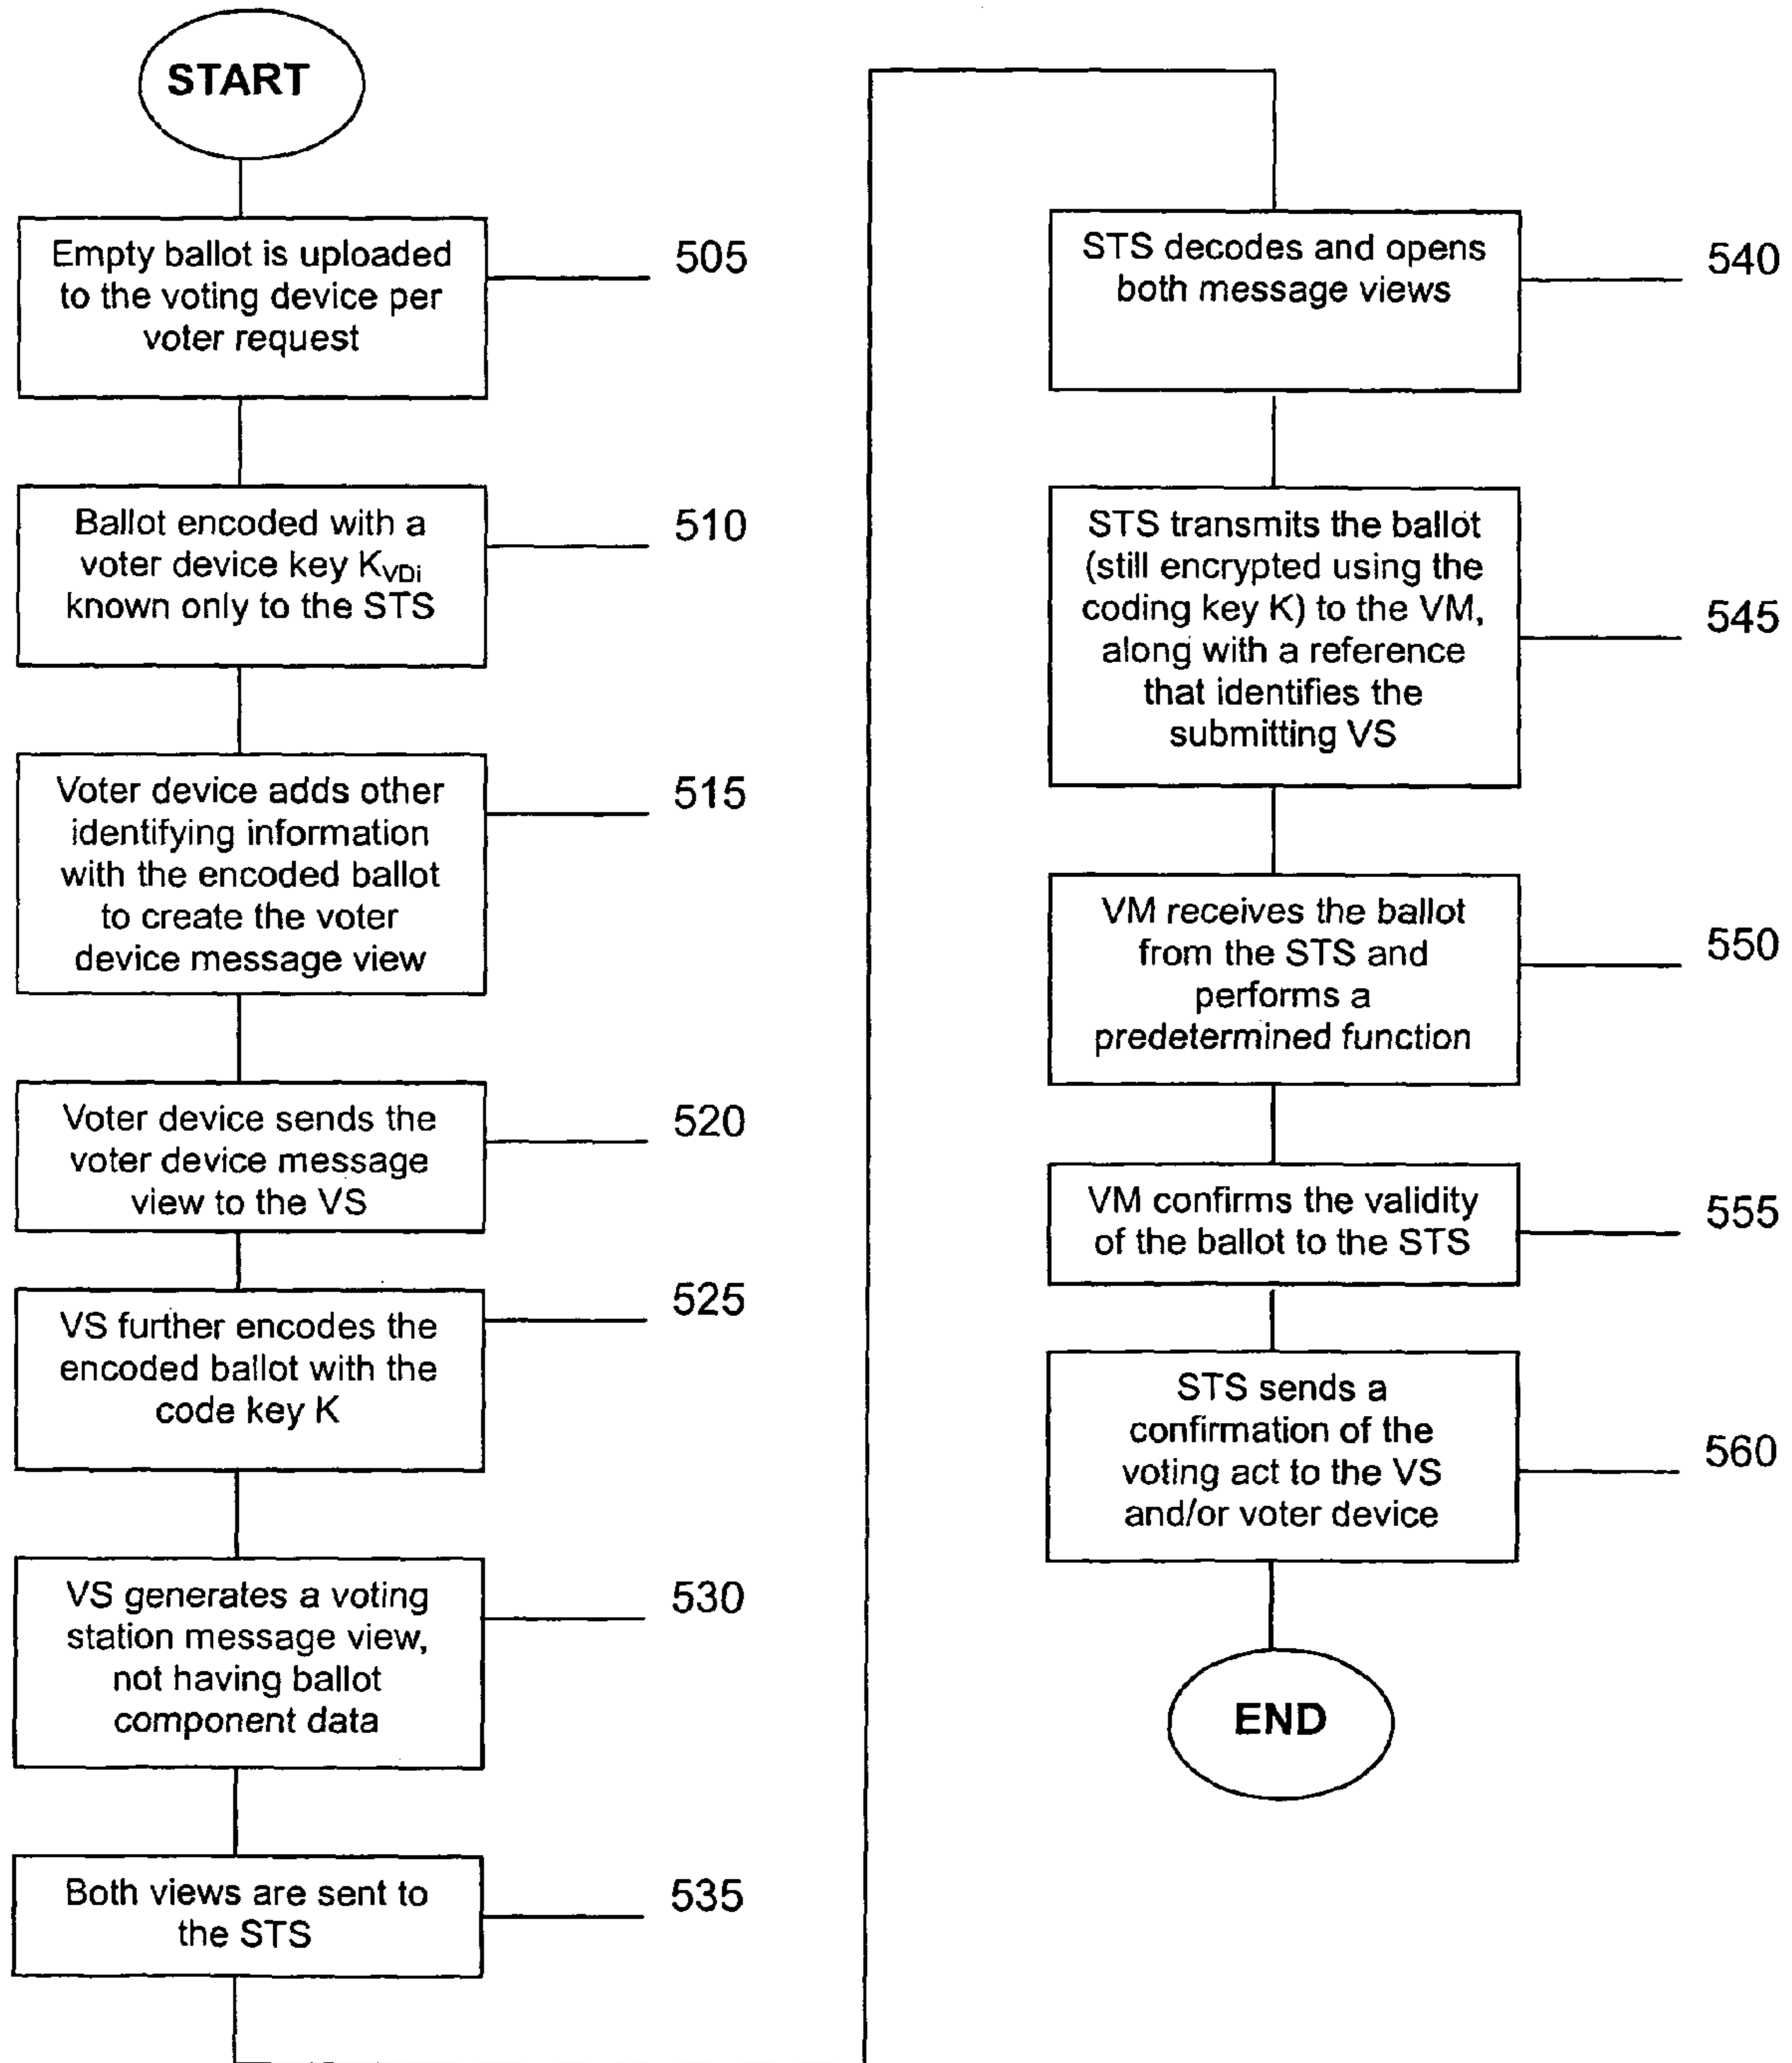 START
Empty ballot is uploaded
to the voting device per
voter request
505
Ballot encoded with a
voter device key KVDi
known only to the STS
510
Voter device adds other
identifying information
with the encoded ballot
to create the voter
device message view
515
Voter device sends the
voter device message
view to the VS
520
VS further encodes the
encoded ballot with the
code key K
525
VS generates a voting
station message view,
not having ballot
component data
530
Both views are sent to
the STS
535
STS decodes and opens
both message views
540
STS transmits the ballot
(still encrypted using the
coding key K) to the VM,
along with a reference
that identifies the
submitting VS
545
VM receives the ballot
from the STS and
performs a
predetermined function
550
VM confirms the validity
of the ballot to the STS
555
STS sends a
confirmation of the
voting act to the VS
and/or voter device
560
END